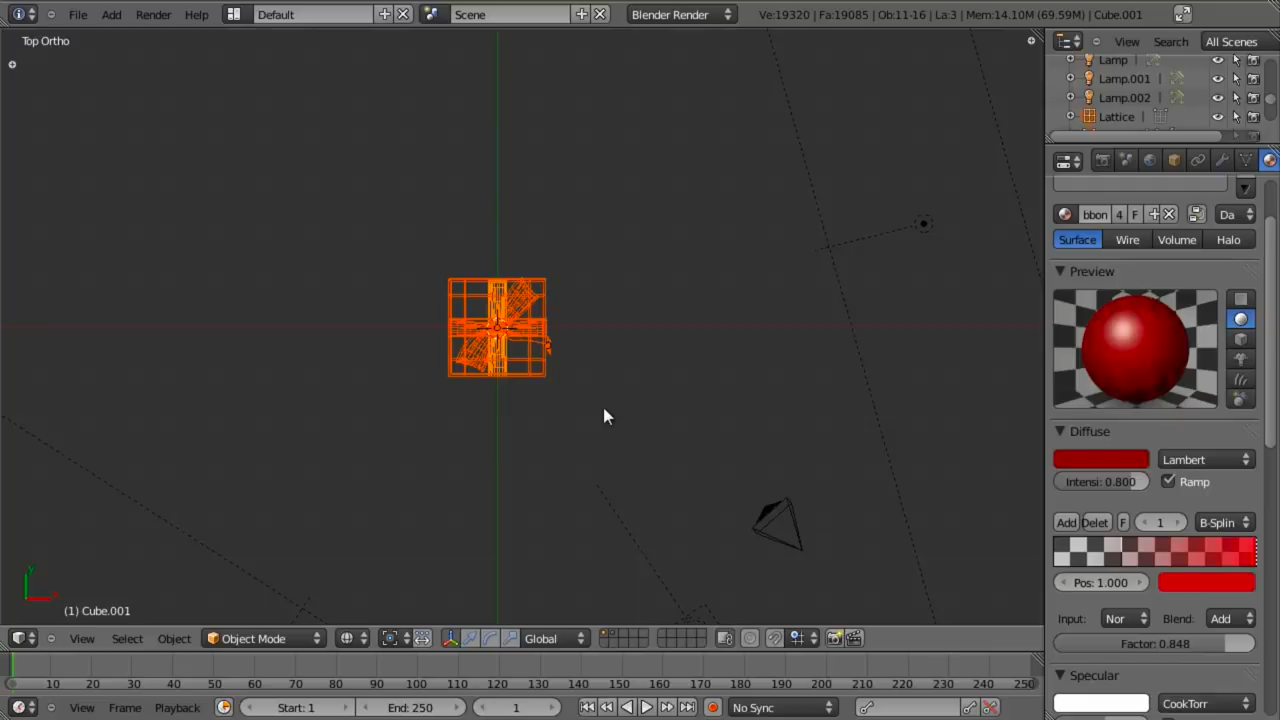 File Add Render Help Default Scene Blender Render Ve:19320 | Fa:19085 | Ob:11-16 | La:3 | Mem:14.10M (69.59M) | Cube.001
Top Ortho
View Search All Scenes
Lamp
Lamp.001
Lamp.002
Lattice
bbon 4 F Da
Surface Wire Volume Halo
Preview
Diffuse
Lambert
Intensi: 0.800 Ramp
Add Delet F 1 B-Splin
Pos: 1.000
Input: Nor Blend: Add
Factor: 0.848
Specular
CookTorr
y
x
(1) Cube.001
View Select Object Object Mode Global
10 20 30 40 50 60 70 80 90 100 110 120 130 140 150 160 170 180 190 200 210 220 230 240 250
View Frame Playback Start: 1 End: 250 1 No Sync